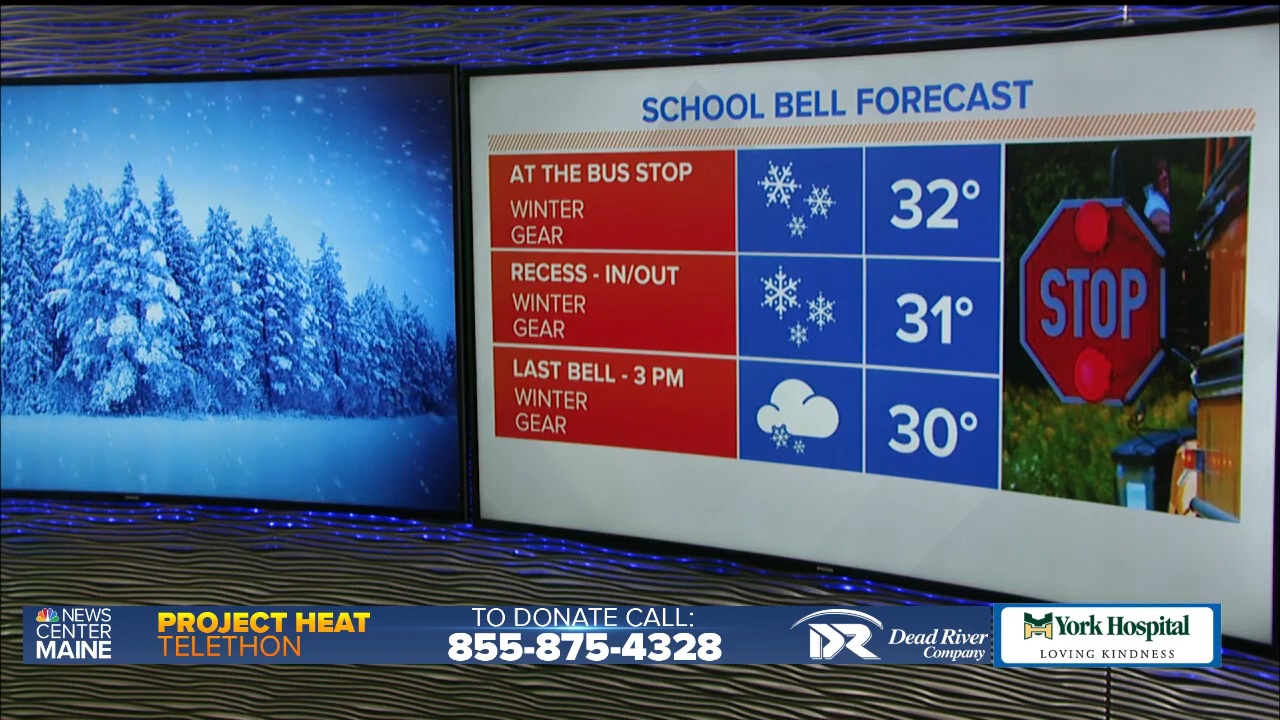 SCHOOL BELL FORECAST
AT THE BUS STOP
WINTER
GEAR
32°
RECESS - IN/OUT
WINTER
GEAR
31°
LAST BELL - 3 PM
WINTER
GEAR
30°
STOP
NEWS
CENTER
MAINE
PROJECT HEAT
TELETHON
TO DONATE CALL:
855-875-4328
DR
Dead River
Company
York Hospital
LOVING KINDNESS